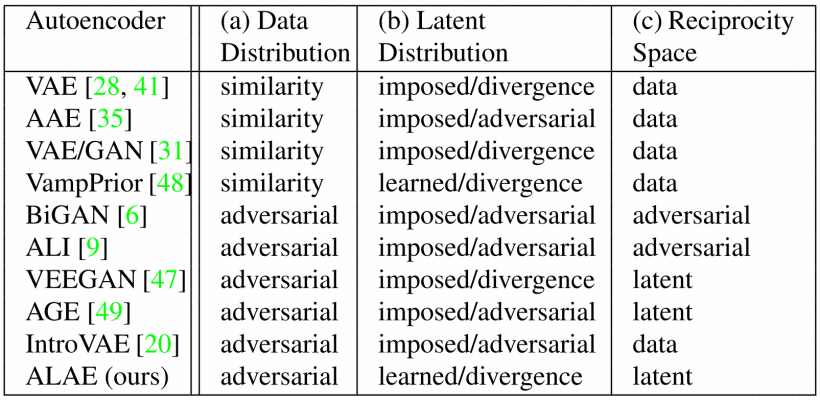 Autoencoder (a) Data (b) Latent (c) Reciprocity
Distribution Distribution Space
VAE [28, 41] similarity imposed/divergence data
AAE [35] similarity imposed/adversarial data
VAE/GAN [31] similarity imposed/divergence data
VampPrior [48] similarity learned/divergence data
BiGAN [6] adversarial imposed/adversarial adversarial
ALI [9] adversarial imposed/adversarial adversarial
VEEGAN [47] adversarial imposed/divergence latent
AGE [49] adversarial imposed/adversarial latent
IntroVAE [20] adversarial imposed/adversarial data
ALAE (ours) adversarial learned/divergence latent